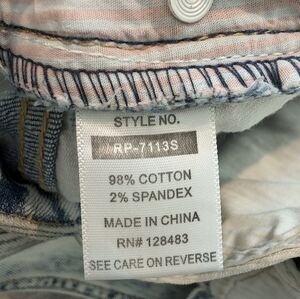 STYLE NO.
RP-7113S
98% COTTON
2% SPANDEX
MADE IN CHINA
RN# 128483
SEE CARE ON REVERSE